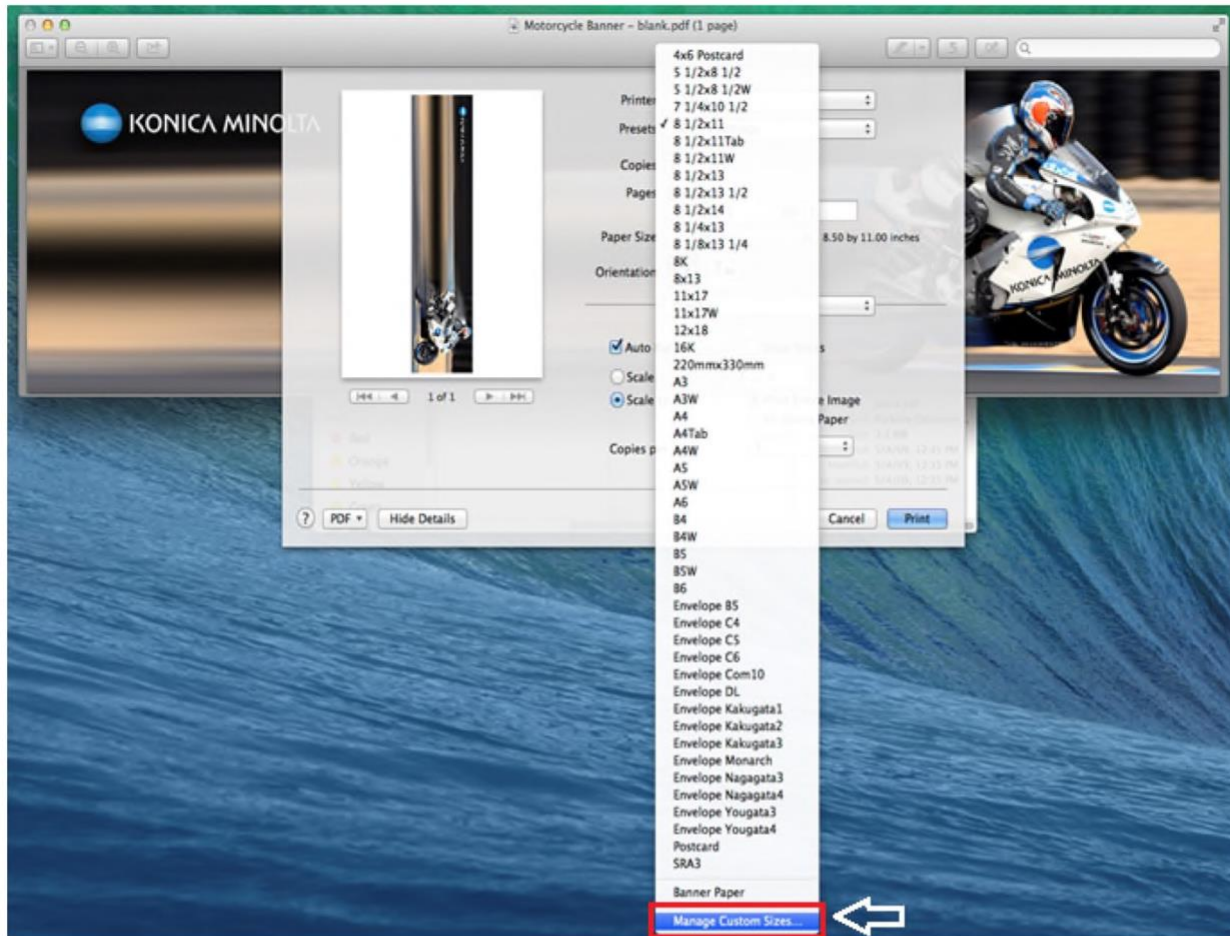 Motorcycle Banner – blank.pdf (1 page)
KONICA MINOLTA
Printer
Presets
Copies
Pages
Paper Size
8.50 by 11.00 inches
Orientation
Auto
Scale
Scale
Image
Paper
Copies p
1 of 1
? PDF Hide Details
Cancel Print
4x6 Postcard
5 1/2x8 1/2
5 1/2x8 1/2W
7 1/4x10 1/2
✓ 8 1/2x11
8 1/2x11Tab
8 1/2x11W
8 1/2x13
8 1/2x13 1/2
8 1/2x14
8 1/4x13
8 1/8x13 1/4
8K
8x13
11x17
11x17W
12x18
16K
220mmx330mm
A3
A3W
A4
A4Tab
A4W
A5
A5W
A6
B4
B4W
B5
B5W
B6
Envelope B5
Envelope C4
Envelope C5
Envelope C6
Envelope Com10
Envelope DL
Envelope Kakugata1
Envelope Kakugata2
Envelope Kakugata3
Envelope Monarch
Envelope Nagagata3
Envelope Nagagata4
Envelope Yougata3
Envelope Yougata4
Postcard
SRA3
Banner Paper
Manage Custom Sizes...
KONICA MINOLTA
Red
Orange
Yellow